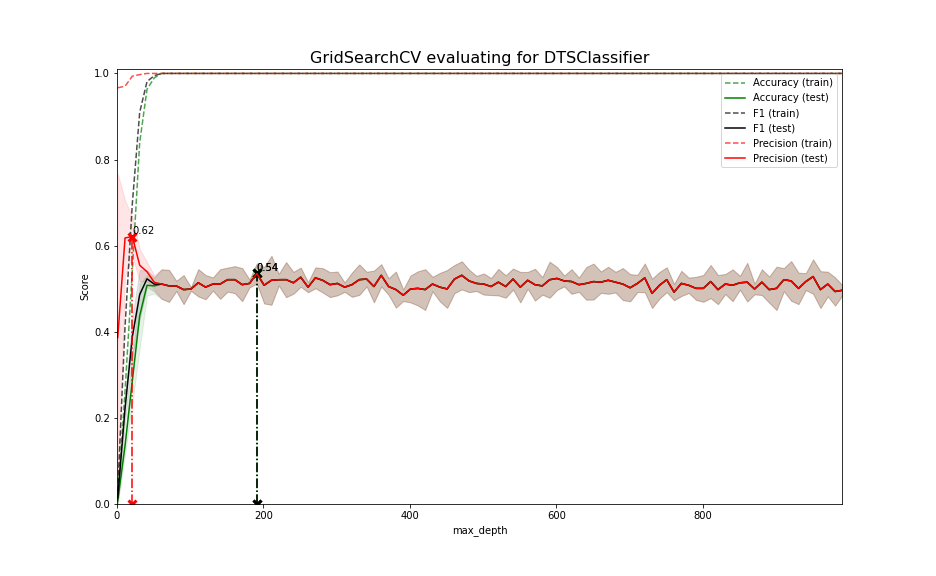 GridSearchCV evaluating for DTSClassifier
1.0
0.8
0.6
0.4
0.2
0.0
Score
0.62
0.54
Accuracy (train)
Accuracy (test)
F1 (train)
F1 (test)
Precision (train)
Precision (test)
0
200
400
600
800
max_depth